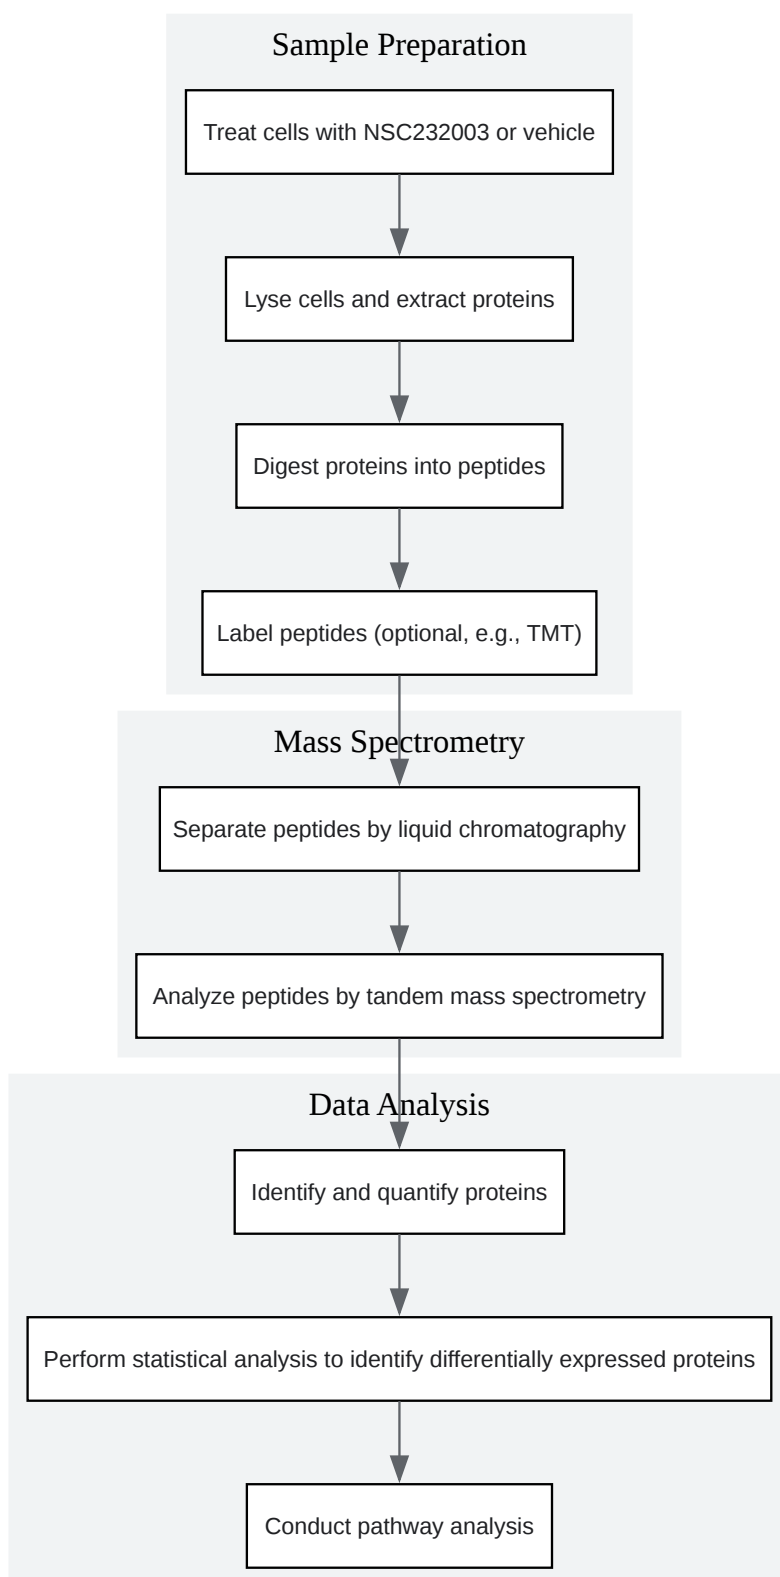 Sample Preparation
Treat cells with NSC232003 or vehicle
Lyse cells and extract proteins
Digest proteins into peptides
Label peptides (optional, e.g., TMT)
Mass Spectrometry
Separate peptides by liquid chromatography
Analyze peptides by tandem mass spectrometry
Data Analysis
Identify and quantify proteins
Perform statistical analysis to identify differentially expressed proteins
Conduct pathway analysis